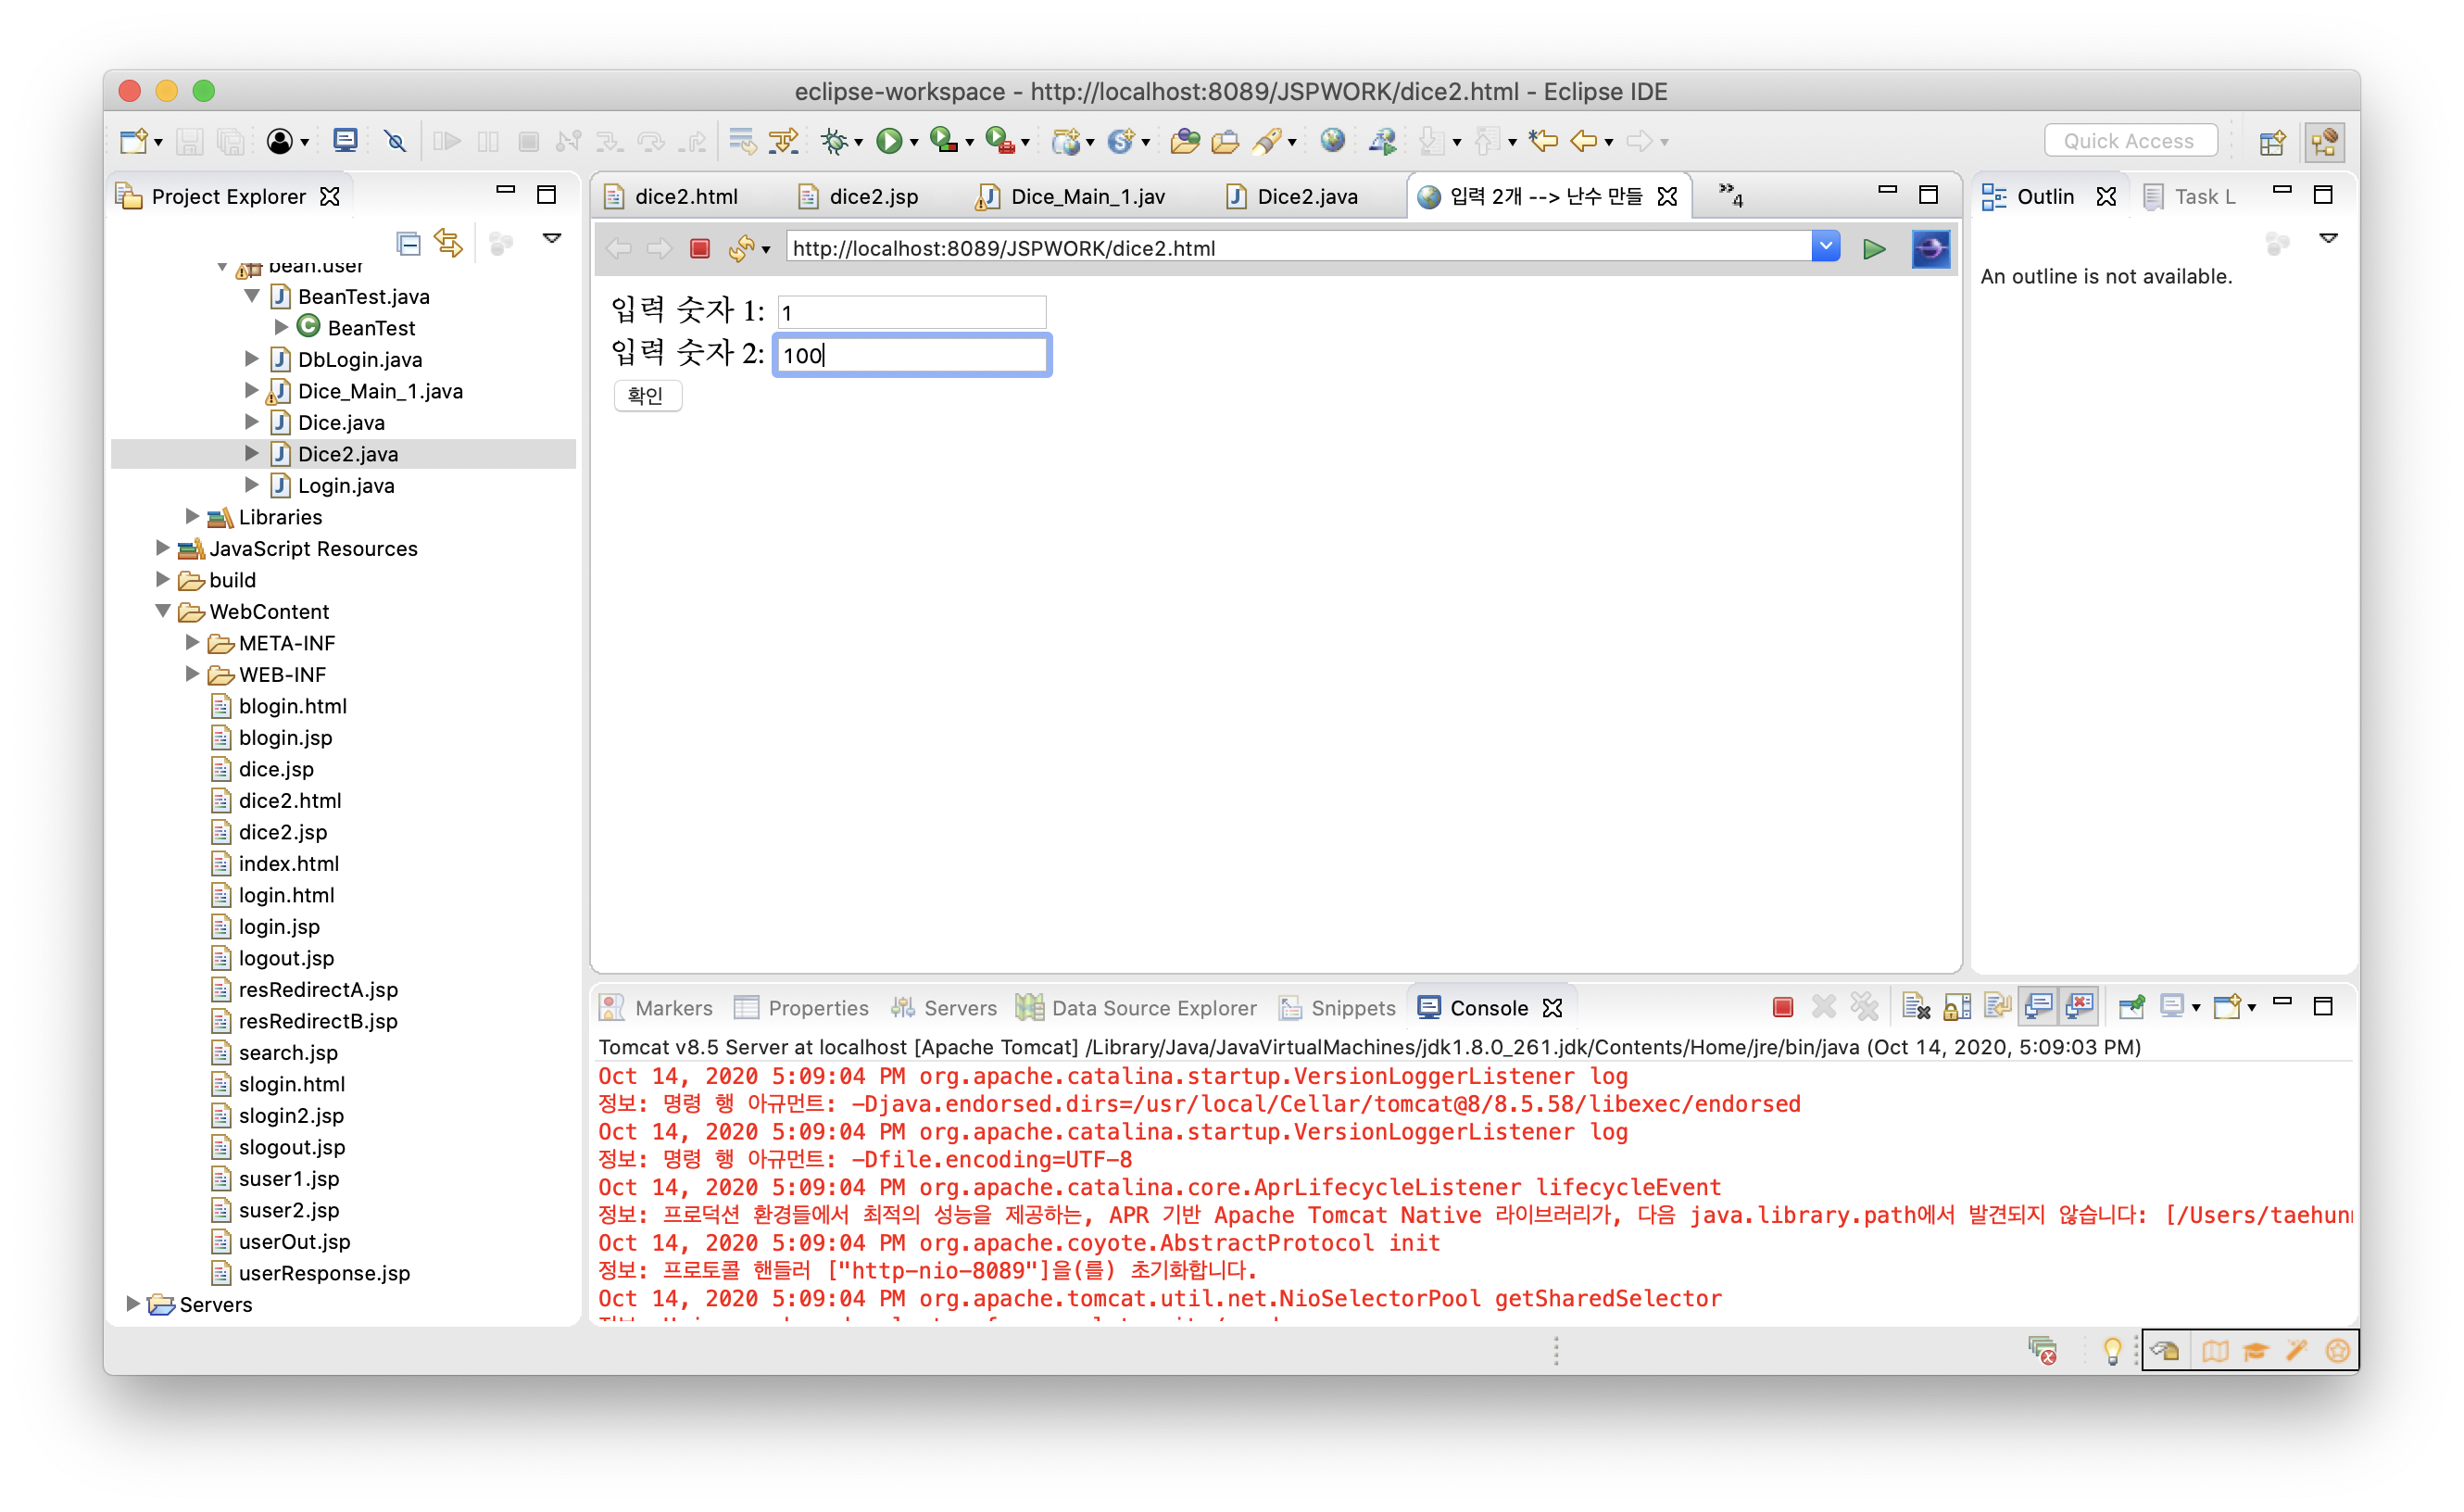 eclipse-workspace - http://localhost:8089/JSPWORK/dice2.html - Eclipse IDE
Quick Access
Project Explorer
bean.user
BeanTest.java
BeanTest
DbLogin.java
Dice_Main_1.java
Dice.java
Dice2.java
Login.java
Libraries
JavaScript Resources
build
WebContent
META-INF
WEB-INF
blogin.html
blogin.jsp
dice.jsp
dice2.html
dice2.jsp
index.html
login.html
login.jsp
logout.jsp
resRedirectA.jsp
resRedirectB.jsp
search.jsp
slogin.html
slogin2.jsp
slogout.jsp
suser1.jsp
suser2.jsp
userOut.jsp
userResponse.jsp
Servers
dice2.html dice2.jsp Dice_Main_1.jav Dice2.java 입력 2개 --> 난수 만들 4
http://localhost:8089/JSPWORK/dice2.html
입력 숫자 1: 1
입력 숫자 2: 100
확인
Outlin Task L
An outline is not available.
Markers Properties Servers Data Source Explorer Snippets Console
Tomcat v8.5 Server at localhost [Apache Tomcat] /Library/Java/JavaVirtualMachines/jdk1.8.0_261.jdk/Contents/Home/jre/bin/java (Oct 14, 2020, 5:09:03 PM)
Oct 14, 2020 5:09:04 PM org.apache.catalina.startup.VersionLoggerListener log
정보: 명령 행 아규먼트: -Djava.endorsed.dirs=/usr/local/Cellar/tomcat@8/8.5.58/libexec/endorsed
Oct 14, 2020 5:09:04 PM org.apache.catalina.startup.VersionLoggerListener log
정보: 명령 행 아규먼트: -Dfile.encoding=UTF-8
Oct 14, 2020 5:09:04 PM org.apache.catalina.core.AprLifecycleListener lifecycleEvent
정보: 프로덕션 환경들에서 최적의 성능을 제공하는, APR 기반 Apache Tomcat Native 라이브러리가, 다음 java.library.path에서 발견되지 않습니다: [/Users/taehun
Oct 14, 2020 5:09:04 PM org.apache.coyote.AbstractProtocol init
정보: 프로토콜 핸들러 ["http-nio-8089"]을(를) 초기화합니다.
Oct 14, 2020 5:09:04 PM org.apache.tomcat.util.net.NioSelectorPool getSharedSelector